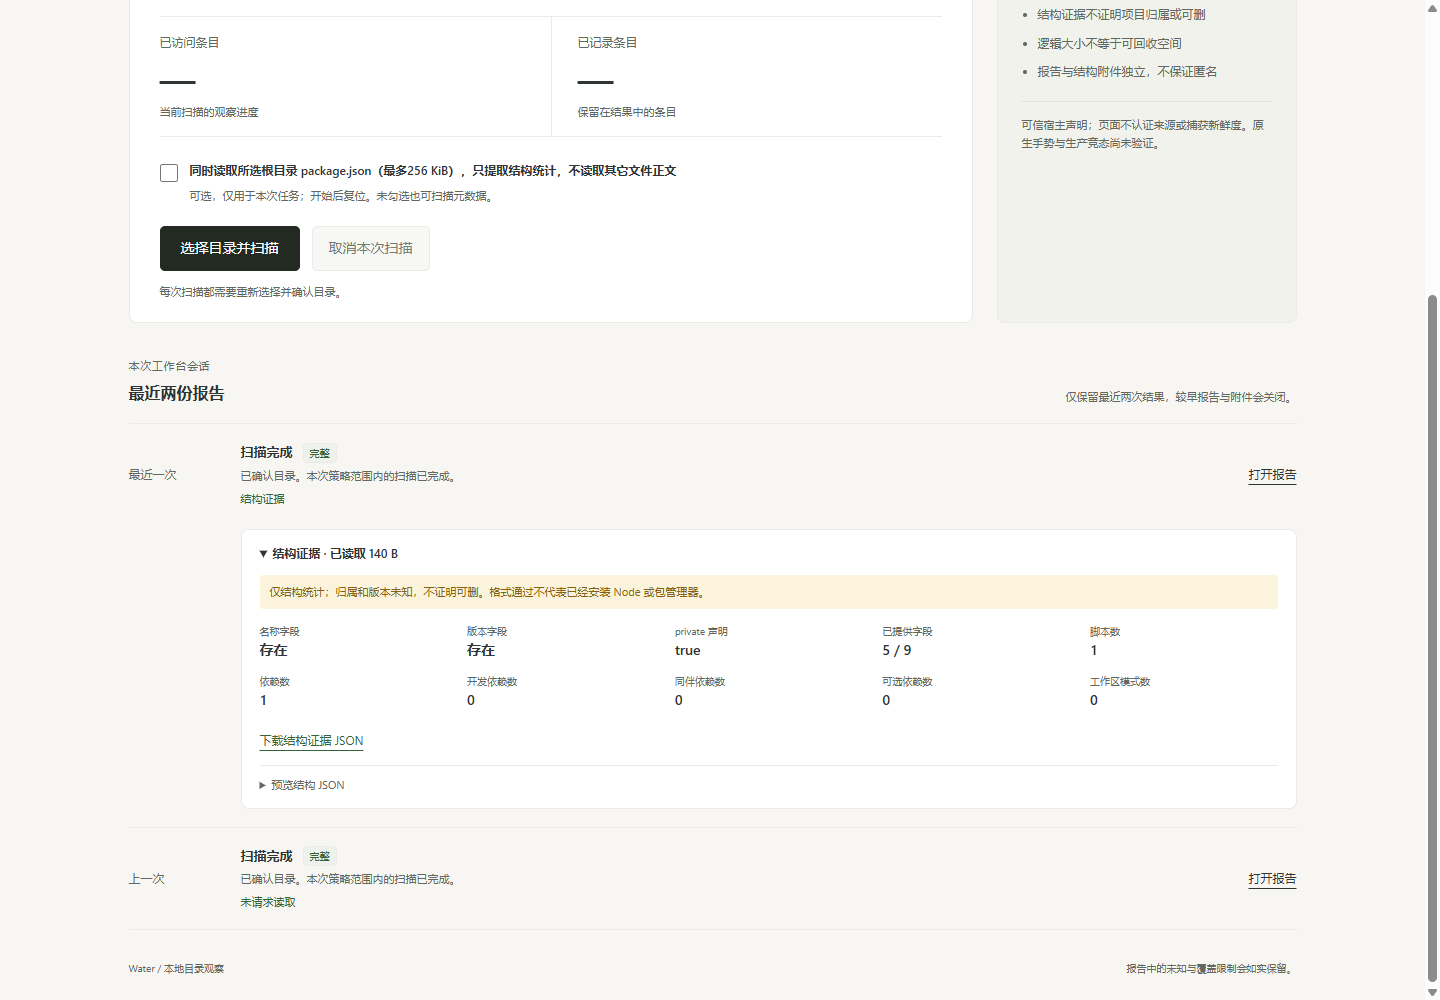 已访问条目
当前扫描的观察进度
已记录条目
保留在结果中的条目
同时读取所选根目录 package.json（最多256 KiB），只提取结构统计，不读取其它文件正文
可选，仅用于本次任务；开始后复位。未勾选也可扫描元数据。
选择目录并扫描
取消本次扫描
每次扫描都需要重新选择并确认目录。
结构证据不证明项目归属或可删
逻辑大小不等于可回收空间
报告与结构附件独立，不保证匿名
可信宿主声明；页面不认证来源或捕获新鲜度。原
生手势与生产竞态尚未验证。
本次工作台会话
最近两份报告
仅保留最近两次结果，较早报告与附件会关闭。
最近一次
扫描完成 完整
已确认目录。本次策略范围内的扫描已完成。
结构证据
打开报告
结构证据 · 已读取 140 B
仅结构统计；归属和版本未知，不证明可删。格式通过不代表已经安装 Node 或包管理器。
名称字段
存在
版本字段
存在
private 声明
true
已提供字段
5 / 9
脚本数
1
依赖数
1
开发依赖数
0
同伴依赖数
0
可选依赖数
0
工作区模式数
0
下载结构证据 JSON
预览结构 JSON
上一次
扫描完成 完整
已确认目录。本次策略范围内的扫描已完成。
未请求读取
打开报告
Water / 本地目录观察
报告中的未知与覆盖限制会如实保留。